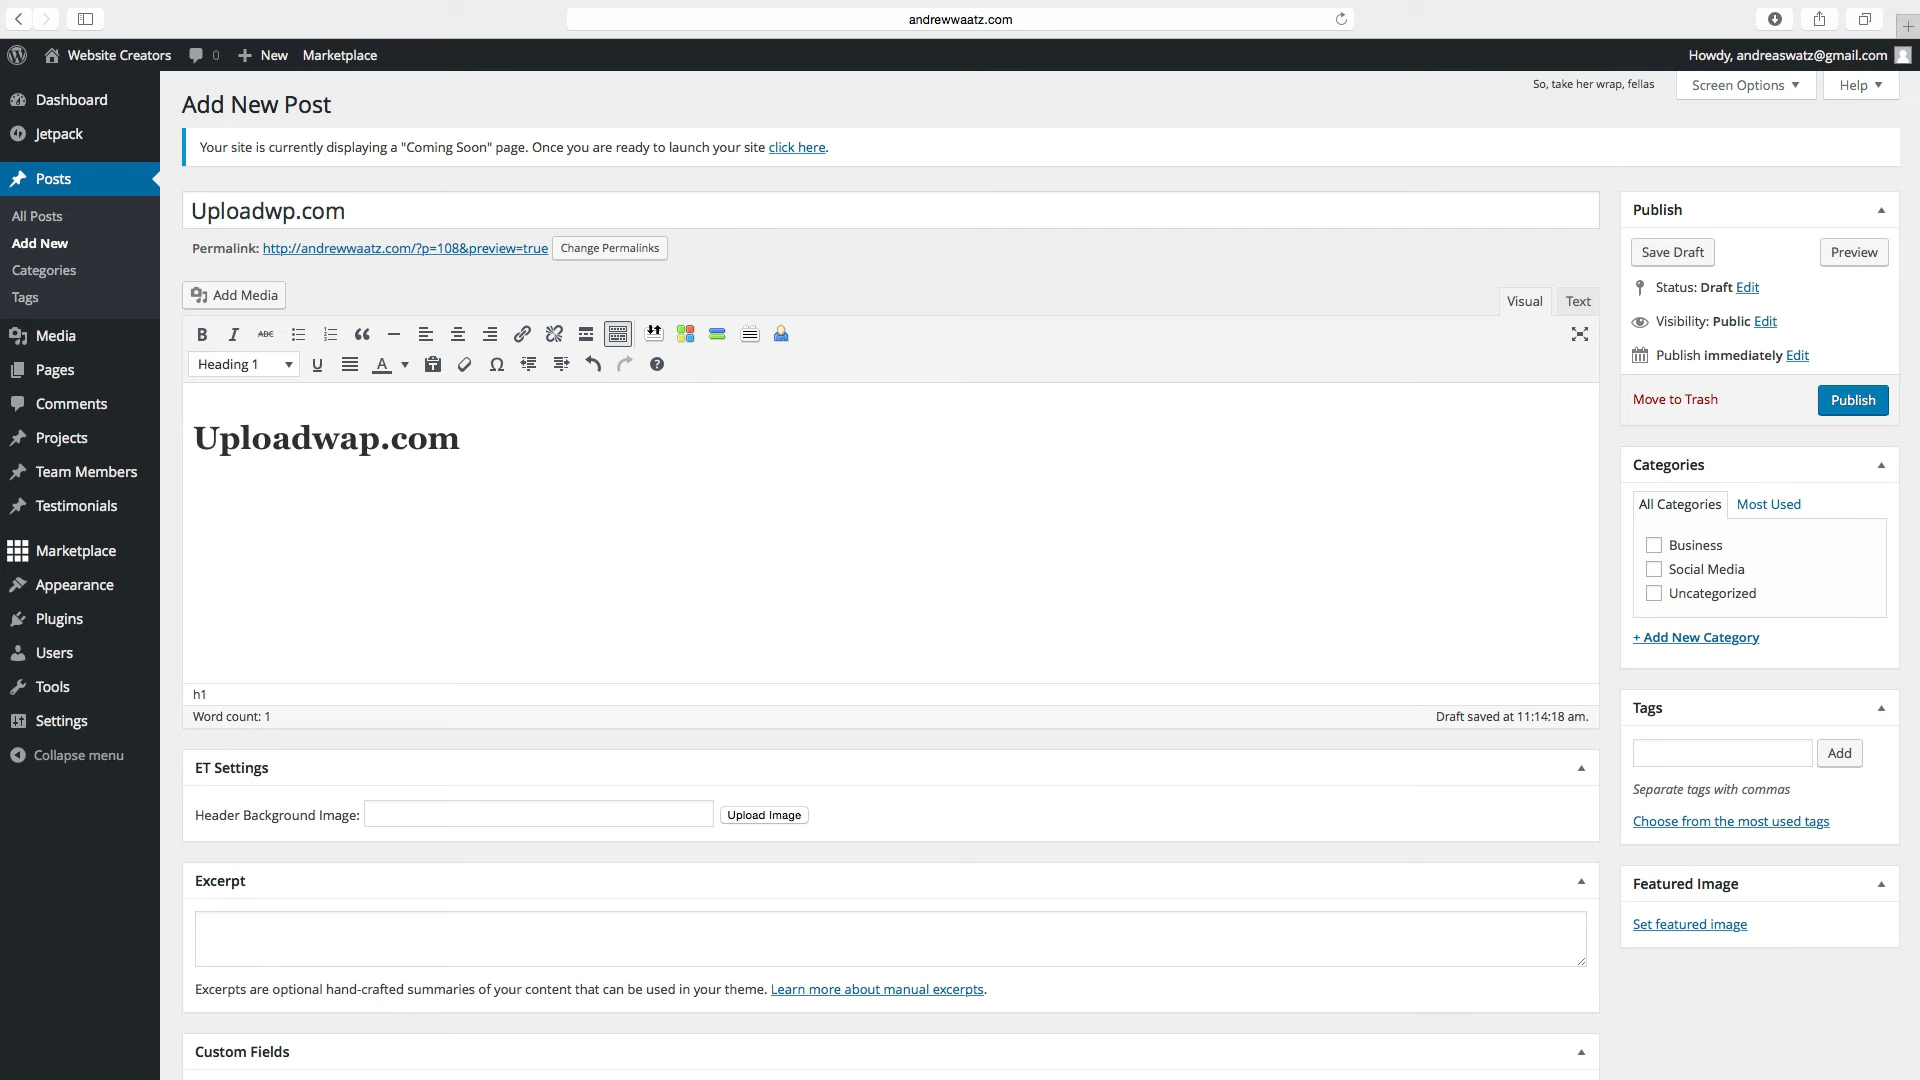 andrewwaatz.com
Website Creators 0 New Marketplace Howdy, andreaswatz@gmail.com
So, take her wrap, fellas Screen Options Help
Dashboard
Jetpack
Posts
All Posts
Add New
Categories
Tags
Media
Pages
Comments
Projects
Team Members
Testimonials
Marketplace
Appearance
Plugins
Users
Tools
Settings
Collapse menu
Add New Post
Your site is currently displaying a "Coming Soon" page. Once you are ready to launch your site click here.
Uploadwp.com
Permalink: http://andrewwaatz.com/?p=108&preview=true Change Permalinks
Add Media
Visual Text
B I ABC
Heading 1 U A Ω
Uploadwap.com
h1
Word count: 1 Draft saved at 11:14:18 am.
ET Settings
Header Background Image: Upload Image
Excerpt
Excerpts are optional hand-crafted summaries of your content that can be used in your theme. Learn more about manual excerpts.
Custom Fields
Publish
Save Draft Preview
Status: Draft Edit
Visibility: Public Edit
Publish immediately Edit
Move to Trash Publish
Categories
All Categories Most Used
Business
Social Media
Uncategorized
+ Add New Category
Tags
Add
Separate tags with commas
Choose from the most used tags
Featured Image
Set featured image